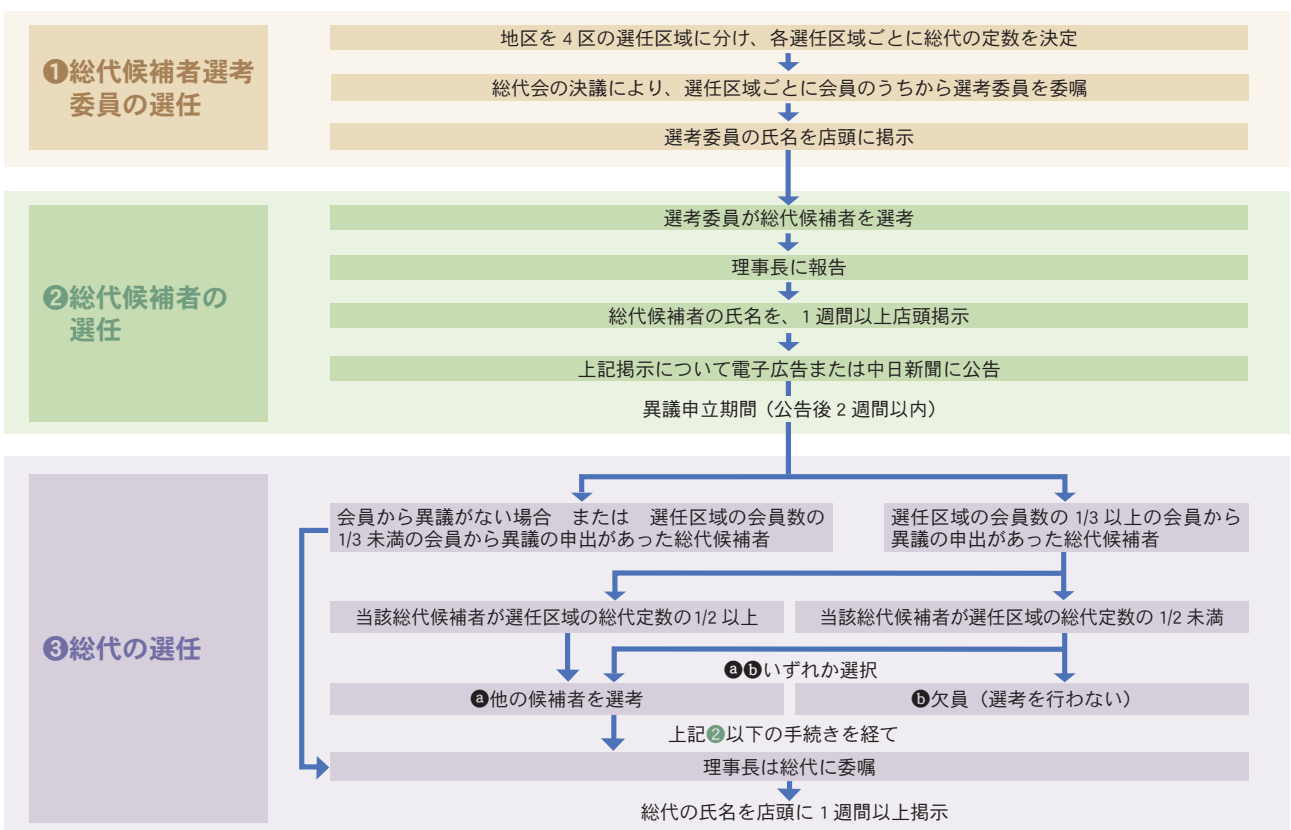 ❶総代候補者選考
委員の選任
地区を4区の選任区域に分け、各選任区域ごとに総代の定数を決定
総代会の決議により、選任区域ごとに会員のうちから選考委員を委嘱
選考委員の氏名を店頭に掲示
❷総代候補者の
選任
選考委員が総代候補者を選考
理事長に報告
総代候補者の氏名を、1週間以上店頭掲示
上記掲示について電子広告または中日新聞に公告
異議申立期間（公告後2週間以内）
❸総代の選任
会員から異議がない場合　または　選任区域の会員数の
1/3未満の会員から異議の申出があった総代候補者
選任区域の会員数の1/3以上の会員から
異議の申出があった総代候補者
当該総代候補者が選任区域の総代定数の1/2以上
当該総代候補者が選任区域の総代定数の1/2未満
ⓐⓑいずれか選択
ⓐ他の候補者を選考
ⓑ欠員（選考を行わない）
上記❷以下の手続きを経て
理事長は総代に委嘱
総代の氏名を店頭に1週間以上掲示